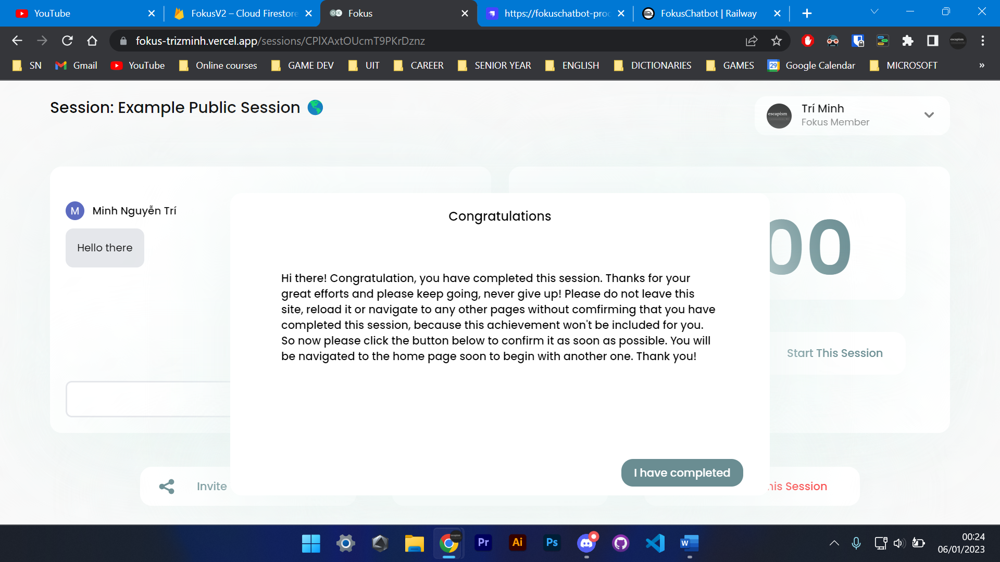 YouTube
FokusV2 – Cloud Firestore
Fokus
https://fokuschatbot-proc
FokusChatbot | Railway
fokus-trizminh.vercel.app/sessions/CPlXAxtOUcmT9PKrDznz
SN
Gmail
YouTube
Online courses
GAME DEV
UIT
CAREER
SENIOR YEAR
ENGLISH
DICTIONARIES
GAMES
29
Google Calendar
MICROSOFT
»
Session: Example Public Session
escapism
Trí Minh
Fokus Member
M
Minh Nguyễn Trí
Hello there
00
Start This Session
Congratulations
Hi there! Congratulation, you have completed this session. Thanks for your
great efforts and please keep going, never give up! Please do not leave this
site, reload it or navigate to any other pages without comfirming that you have
completed this session, because this achievement won't be included for you.
So now please click the button below to confirm it as soon as possible. You will
be navigated to the home page soon to begin with another one. Thank you!
I have completed
Invite
his Session
Pr
Ai
Ps
W
00:24
06/01/2023